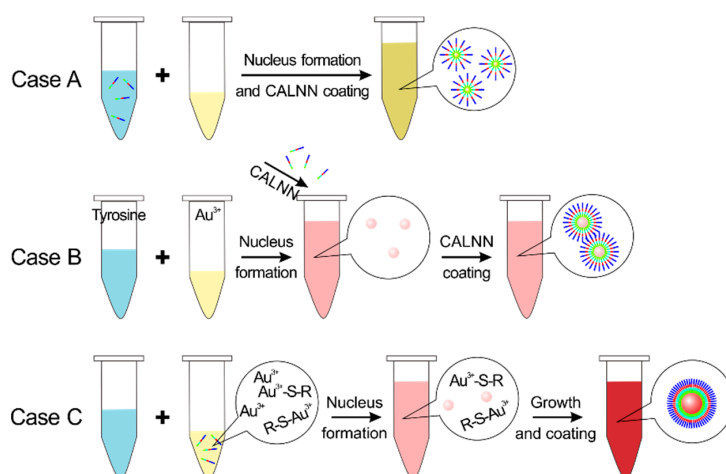 Case A
+
Nucleus formation
and CALNN coating
CALNN
Case B
Tyrosine
+
Au³⁺
Nucleus
formation
CALNN
coating
Case C
+
Au³⁺
Au³⁺-S-R
Au³⁺
R-S-Au³⁺
Nucleus
formation
Au³⁺-S-R
R-S-Au³⁺
Growth
and coating